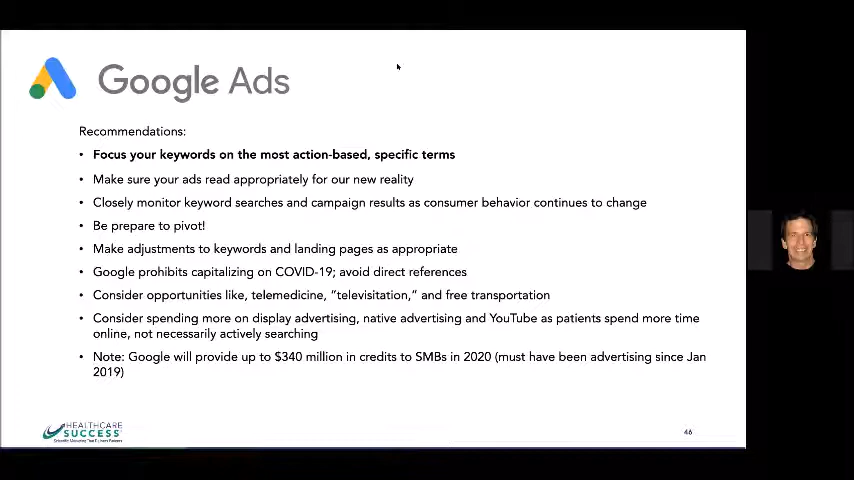 Google Ads
Recommendations:
• Focus your keywords on the most action-based, specific terms
• Make sure your ads read appropriately for our new reality
• Closely monitor keyword searches and campaign results as consumer behavior continues to change
• Be prepare to pivot!
• Make adjustments to keywords and landing pages as appropriate
• Google prohibits capitalizing on COVID-19; avoid direct references
• Consider opportunities like, telemedicine, “televisitation,” and free transportation
• Consider spending more on display advertising, native advertising and YouTube as patients spend more time
online, not necessarily actively searching
• Note: Google will provide up to $340 million in credits to SMBs in 2020 (must have been advertising since Jan
2019)
HEALTHCARE
SUCCESS
46